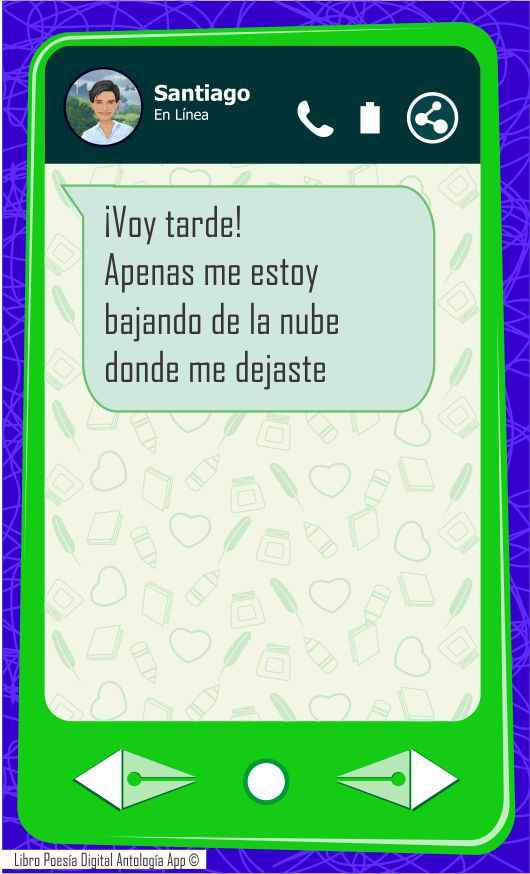 Santiago
En Línea
¡Voy tarde!
Apenas me estoy
bajando de la nube
donde me dejaste
Libro Poesía Digital Antología App ©